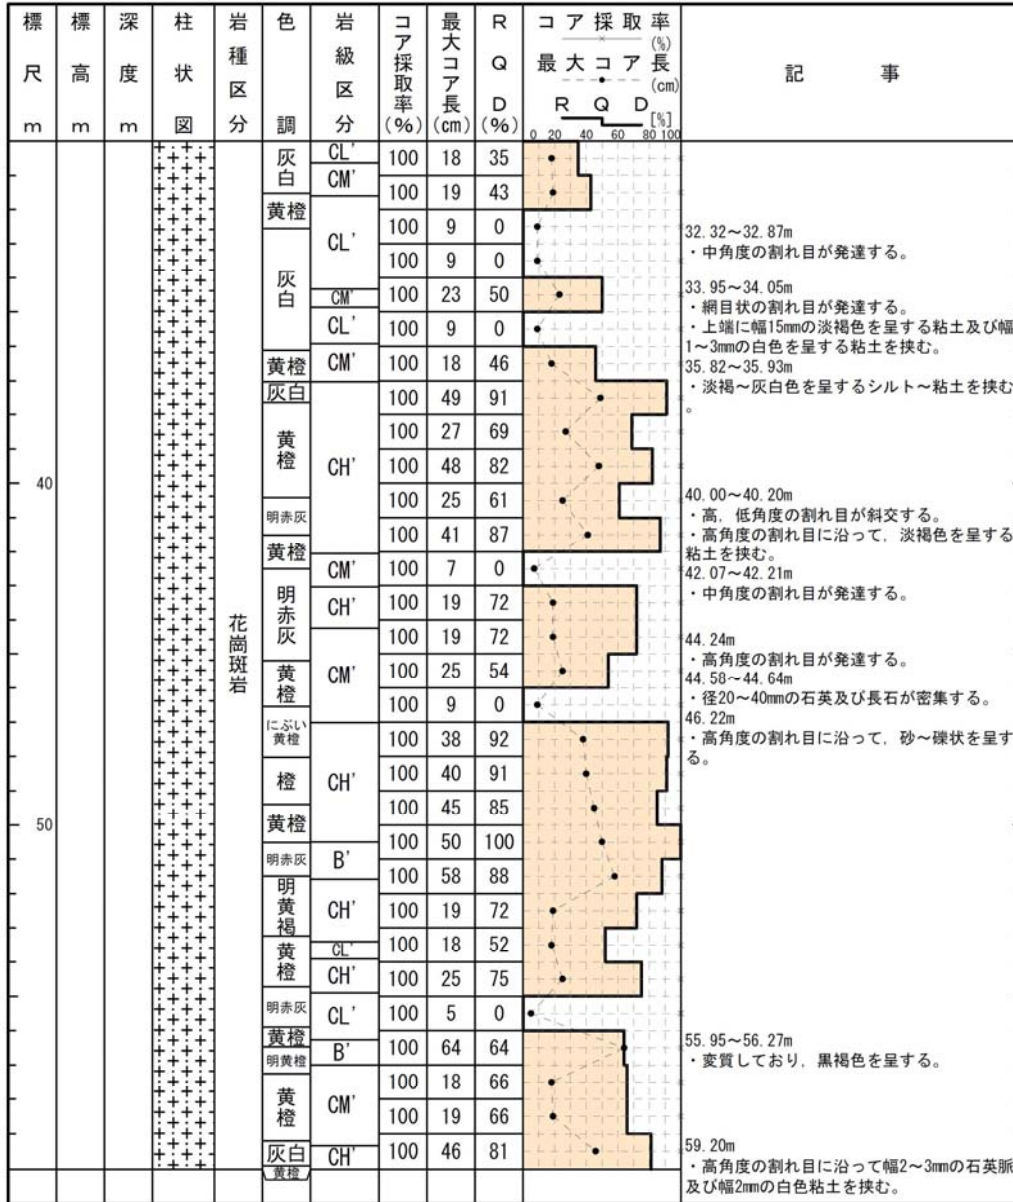 標尺m 標高m 深度m 柱状図 岩種区分 色調 岩級区分 コア採取率(%) 最大コア長(cm) RQD(%) コア採取率(%) 最大コア長(cm) RQD[%] 記事
0 20 40 60 80 100
灰白 CL' 100 18 35
CM' 100 19 43
黄橙 CL' 100 9 0
灰白 100 9 0
CM' 100 23 50
CL' 100 9 0
黄橙 CM' 100 18 46
灰白 CH' 100 49 91
黄橙 100 27 69
100 48 82
40
明赤灰 100 25 61
黄橙 100 41 87
CM' 100 7 0
明赤灰 CH' 100 19 72
CM' 100 19 72
黄橙 100 25 54
100 9 0
花崗斑岩
にぶい黄橙 CH' 100 38 92
橙 100 40 91
黄橙 100 45 85
50
100 50 100
明赤灰 B' 100 58 88
明黄褐 CH' 100 19 72
黄橙 CL' 100 18 52
CH' 100 25 75
明赤灰 CL' 100 5 0
黄橙 B' 100 64 64
明黄橙
黄橙 CM' 100 18 66
100 19 66
灰白 CH' 100 46 81
黄橙
32.32～32.87m
・中角度の割れ目が発達する。
33.95～34.05m
・網目状の割れ目が発達する。
・上端に幅15mmの淡褐色を呈する粘土及び幅
1～3mmの白色を呈する粘土を挟む。
35.82～35.93m
・淡褐～灰白色を呈するシルト～粘土を挟む
。
40.00～40.20m
・高，低角度の割れ目が斜交する。
・高角度の割れ目に沿って，淡褐色を呈する
粘土を挟む。
42.07～42.21m
・中角度の割れ目が発達する。
44.24m
・高角度の割れ目が発達する。
44.58～44.64m
・径20～40mmの石英及び長石が密集する。
46.22m
・高角度の割れ目に沿って，砂～礫状を呈す
る。
55.95～56.27m
・変質しており，黒褐色を呈する。
59.20m
・高角度の割れ目に沿って幅2～3mmの石英脈
及び幅2mmの白色粘土を挟む。